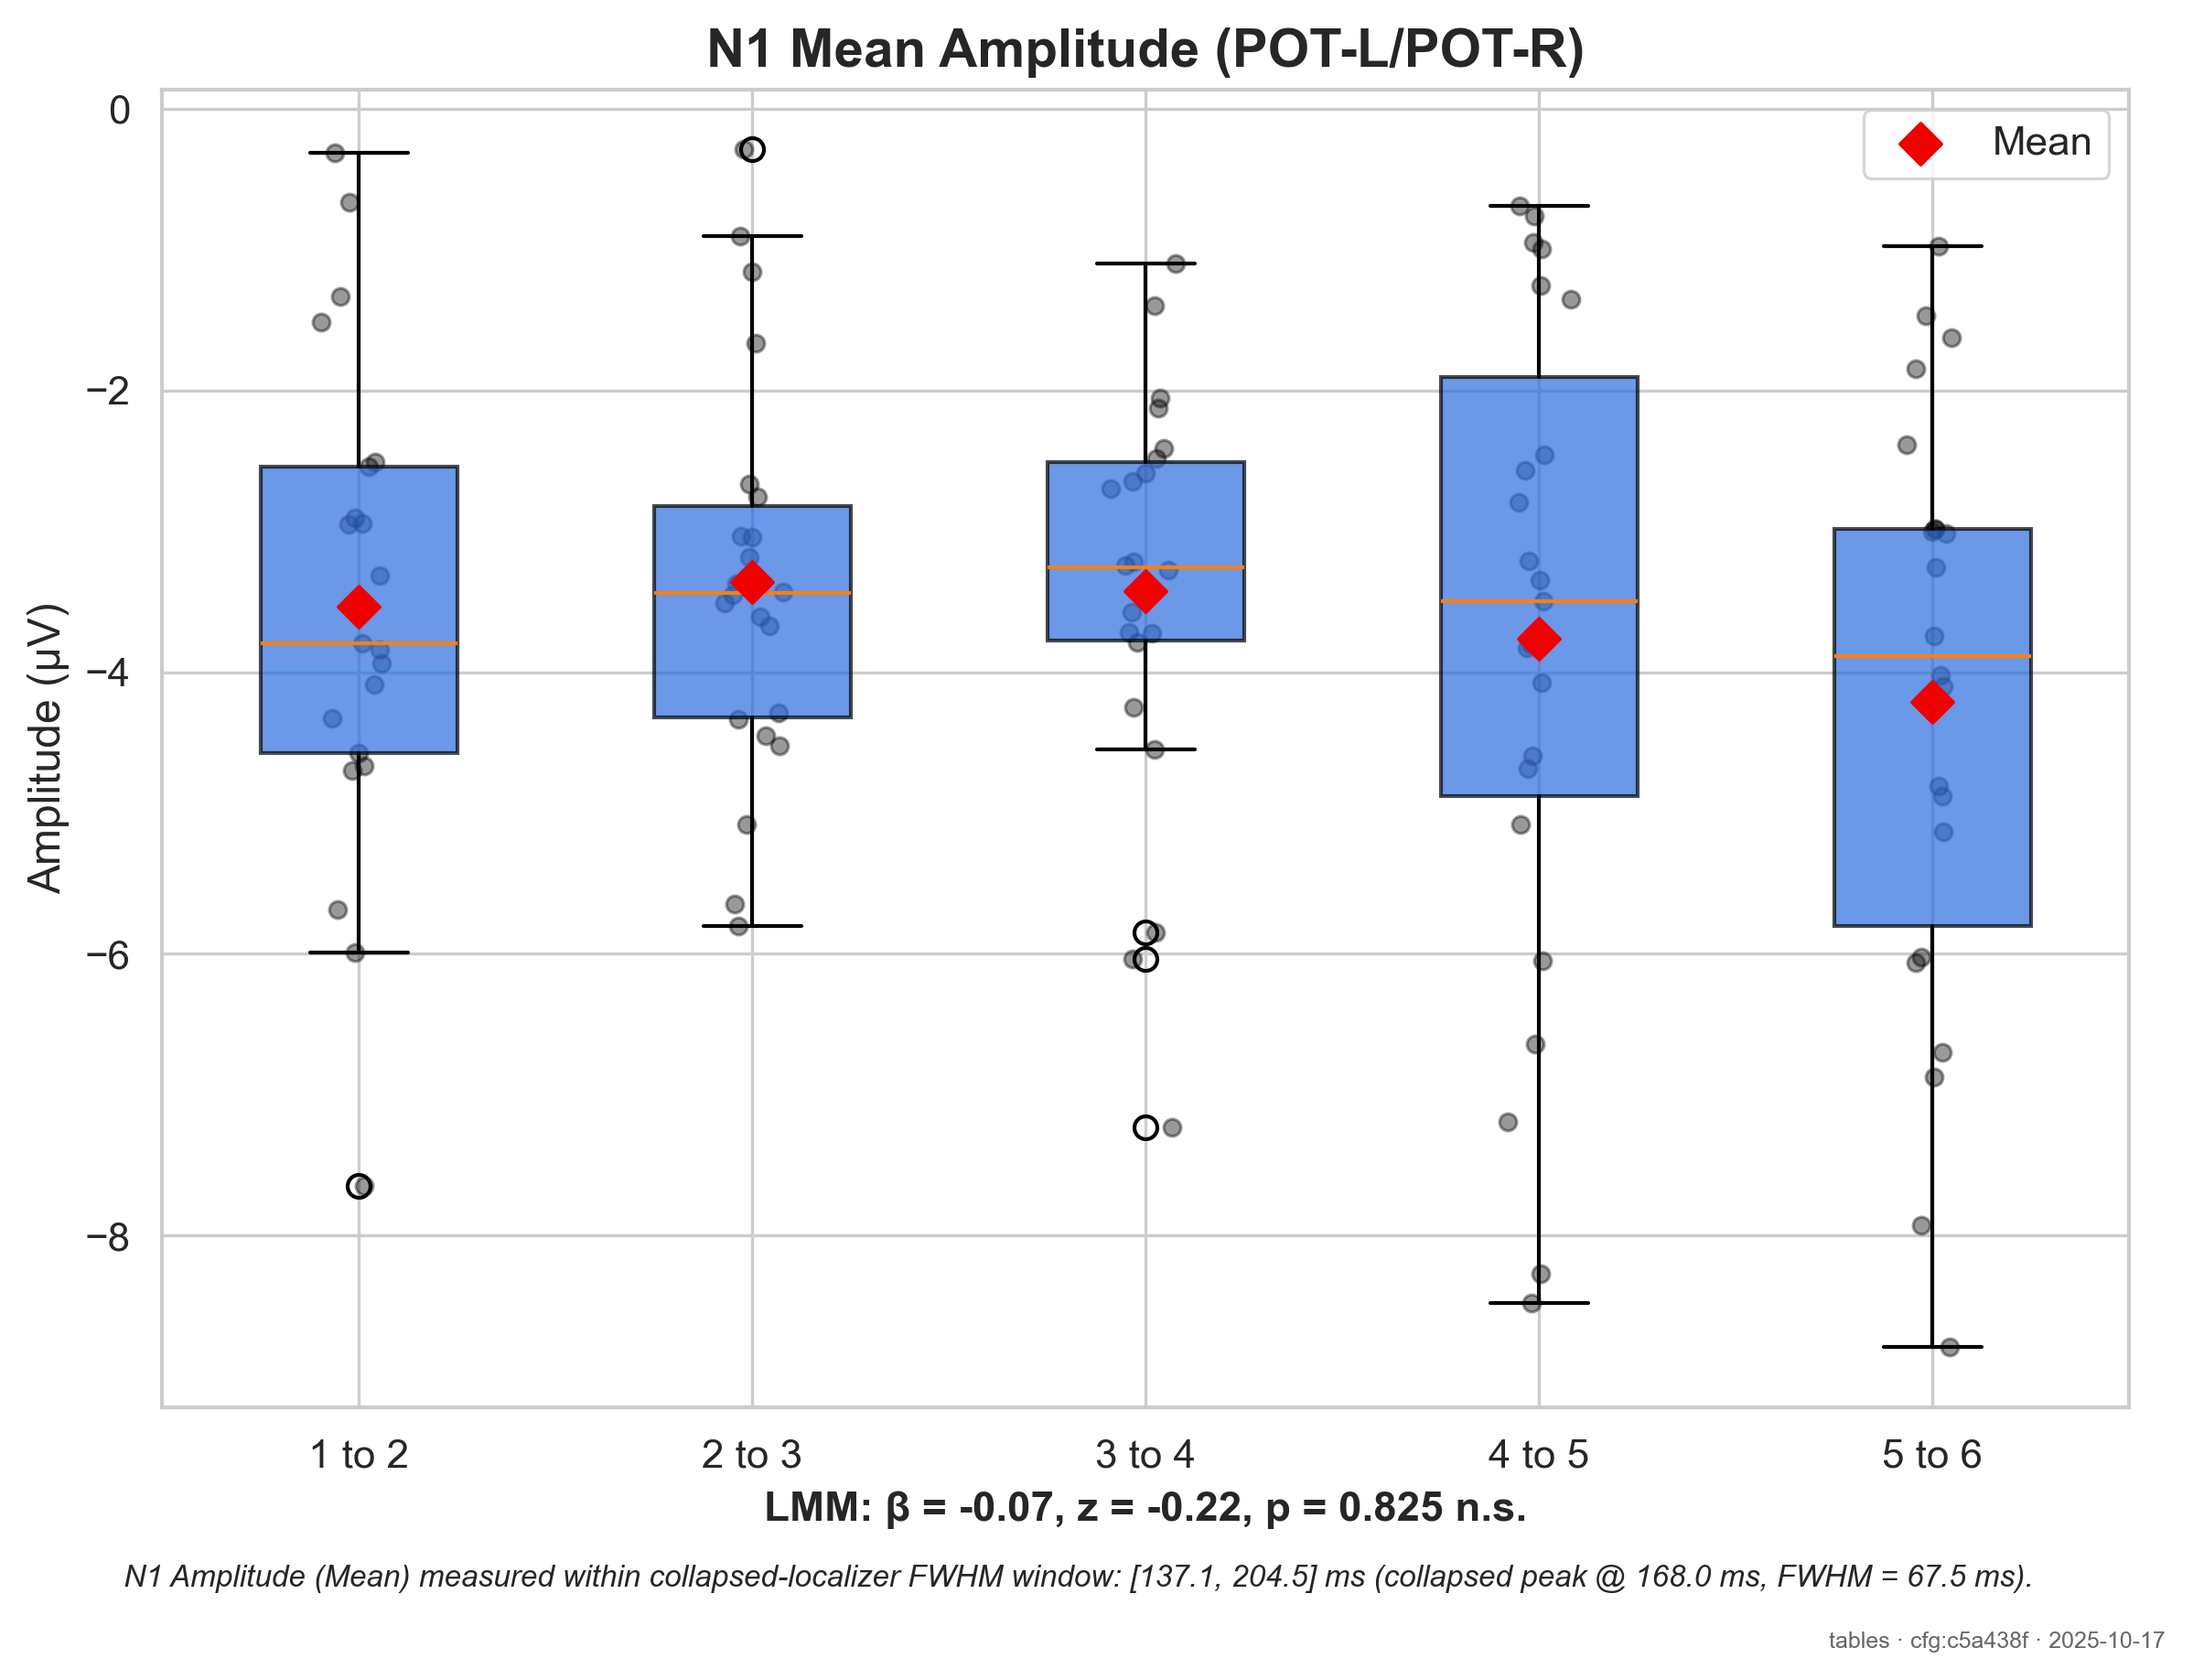 N1 Mean Amplitude (POT-L/POT-R)
Mean
Amplitude (µV)
0
−2
−4
−6
−8
1 to 2
2 to 3
3 to 4
4 to 5
5 to 6
LMM: β = -0.07, z = -0.22, p = 0.825 n.s.
N1 Amplitude (Mean) measured within collapsed-localizer FWHM window: [137.1, 204.5] ms (collapsed peak @ 168.0 ms, FWHM = 67.5 ms).
tables · cfg:c5a438f · 2025-10-17